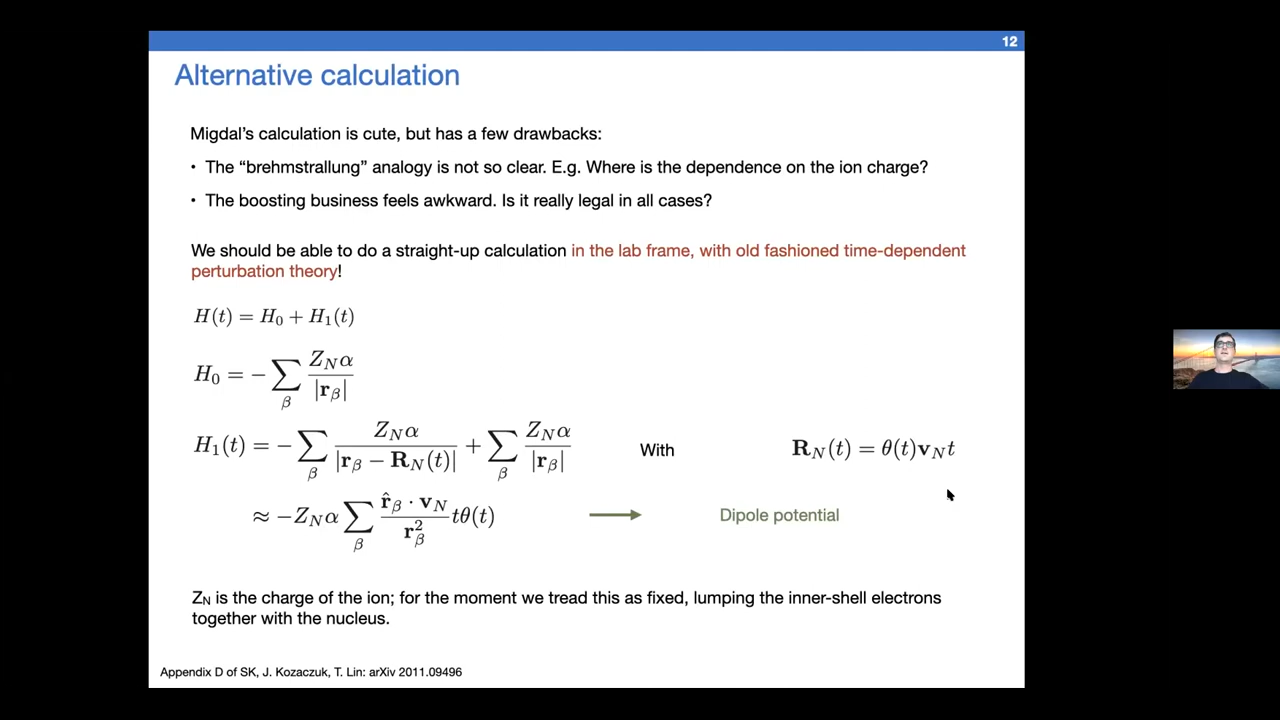 12
Alternative calculation
Migdal's calculation is cute, but has a few drawbacks:
• The “brehmstrallung” analogy is not so clear. E.g. Where is the dependence on the ion charge?
• The boosting business feels awkward. Is it really legal in all cases?
We should be able to do a straight-up calculation in the lab frame, with old fashioned time-dependent
perturbation theory!
H(t) = H₀ + H₁(t)
H₀ = − ∑_β Z_N α / |r_β|
H₁(t) = − ∑_β Z_N α / |r_β − R_N(t)| + ∑_β Z_N α / |r_β| With R_N(t) = θ(t)v_N t
≈ −Z_N α ∑_β (r̂_β · v_N / r_β²) tθ(t) Dipole potential
Z_N is the charge of the ion; for the moment we tread this as fixed, lumping the inner-shell electrons
together with the nucleus.
Appendix D of SK, J. Kozaczuk, T. Lin: arXiv 2011.09496